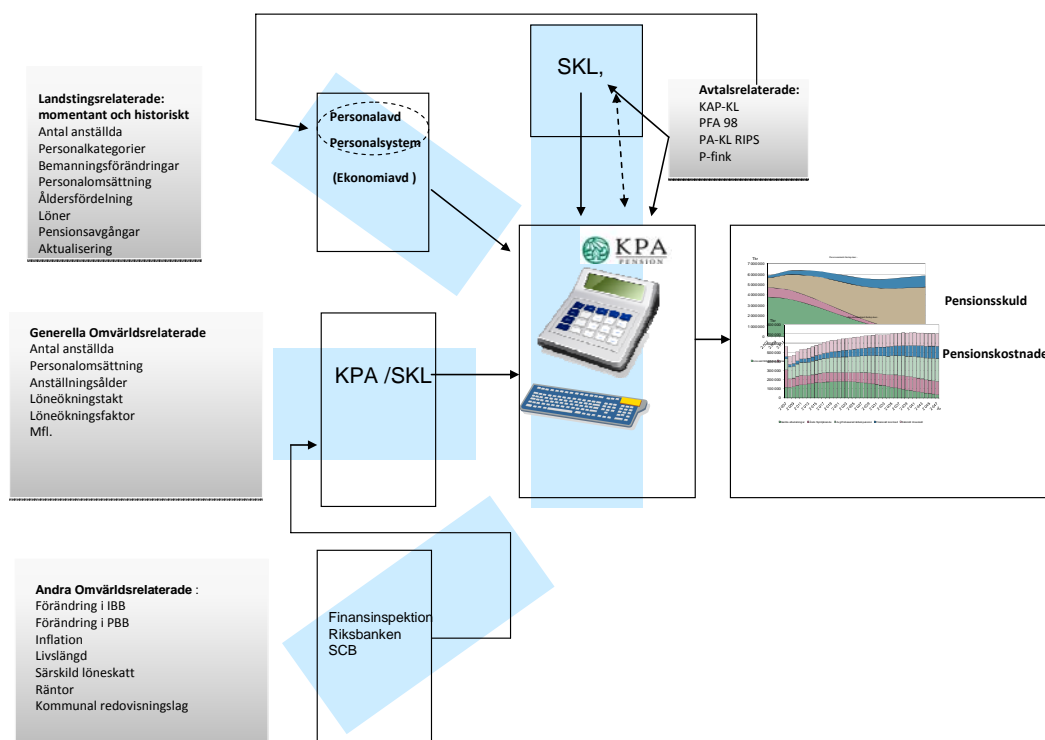 SKL,
Landstingsrelaterade:
momentant och historiskt
Antal anställda
Personalkategorier
Bemanningsförändringar
Personalomsättning
Åldersfördelning
Löner
Pensionsavgångar
Aktualisering
Personalavd
Personalsystem
(Ekonomiavd )
Avtalsrelaterade:
KAP-KL
PFA 98
PA-KL RIPS
P-fink
KPA
PENSION
Generella Omvärldsrelaterade
Antal anställda
Personalomsättning
Anställningsålder
Löneökningstakt
Löneökningsfaktor
Mfl.
KPA /SKL
Pensionsskuld
Pensionskostnade
Andra Omvärldsrelaterade :
Förändring i IBB
Förändring i PBB
Inflation
Livslängd
Särskild löneskatt
Räntor
Kommunal redovisningslag
Finansinspektion
Riksbanken
SCB